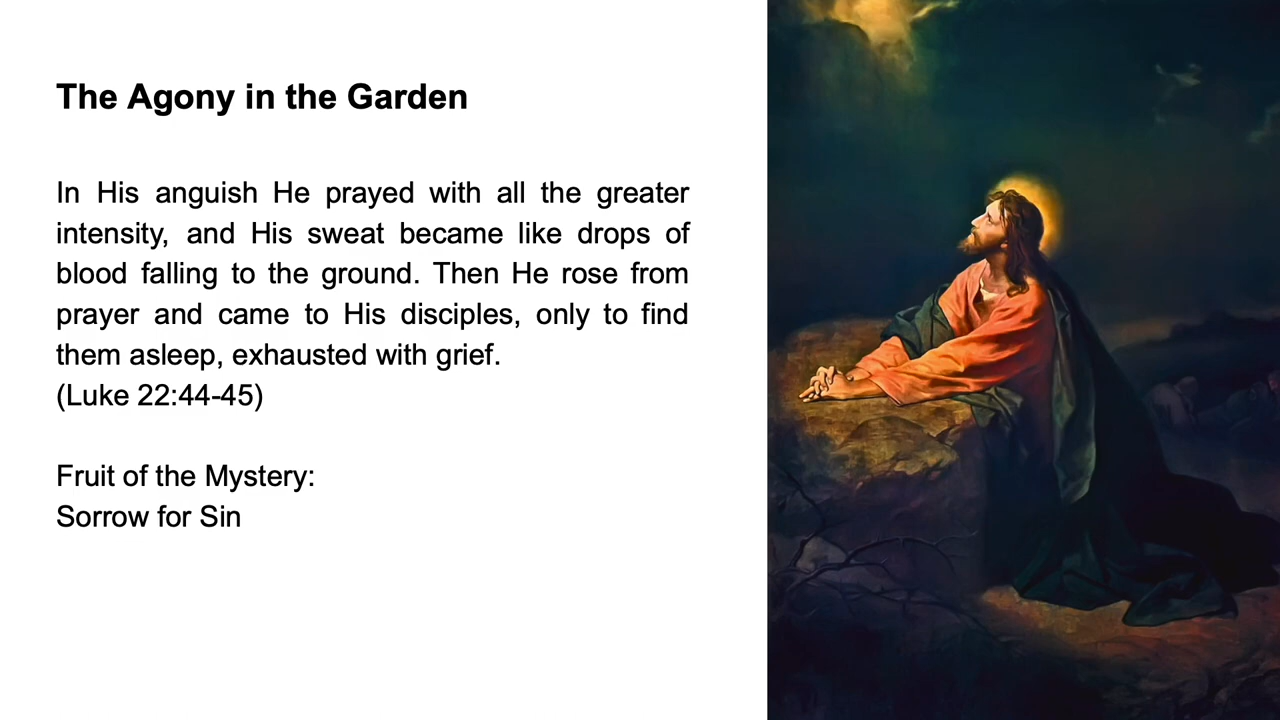 The Agony in the Garden
In His anguish He prayed with all the greater
intensity, and His sweat became like drops of
blood falling to the ground. Then He rose from
prayer and came to His disciples, only to find
them asleep, exhausted with grief.
(Luke 22:44-45)
Fruit of the Mystery:
Sorrow for Sin